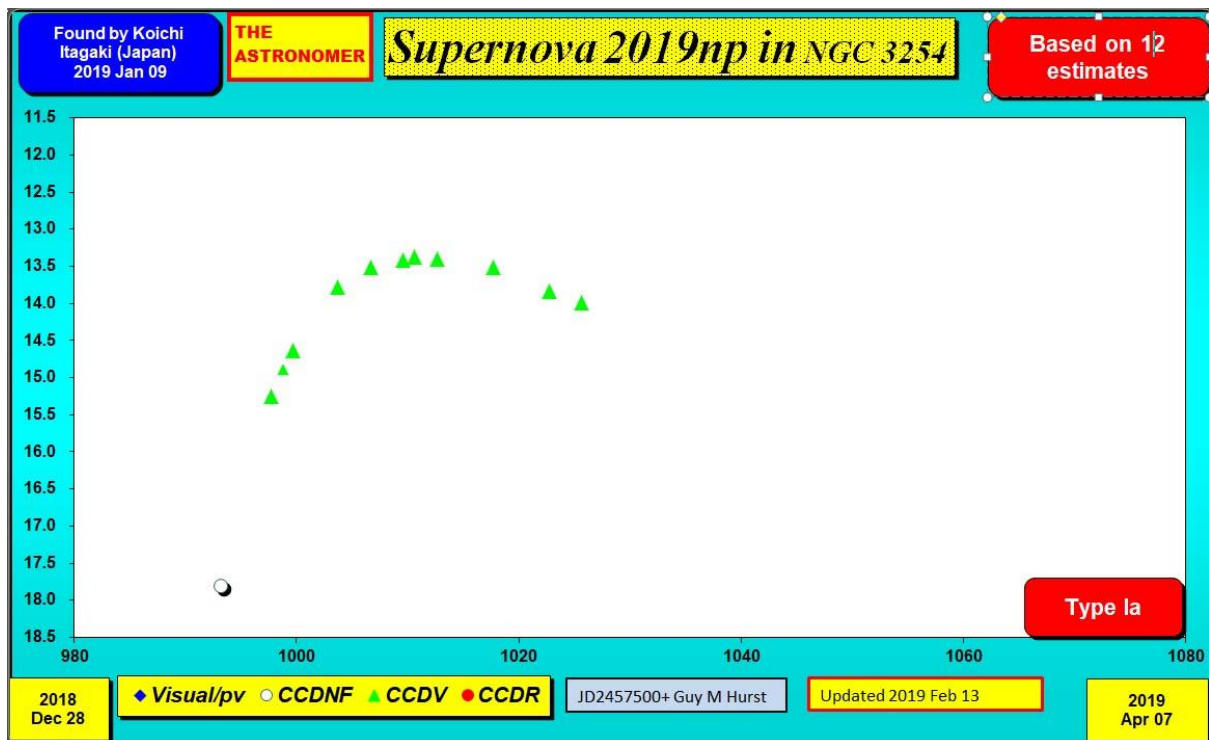 Found by Koichi
Itagaki (Japan)
2019 Jan 09
THE
ASTRONOMER
Supernova 2019np in NGC 3254
Based on 12
estimates
11.5
12.0
12.5
13.0
13.5
14.0
14.5
15.0
15.5
16.0
16.5
17.0
17.5
18.0
18.5
Type Ia
980 1000 1020 1040 1060 1080
2018
Dec 28
Visual/pv CCDNF CCDV CCDR
JD2457500+ Guy M Hurst
Updated 2019 Feb 13
2019
Apr 07